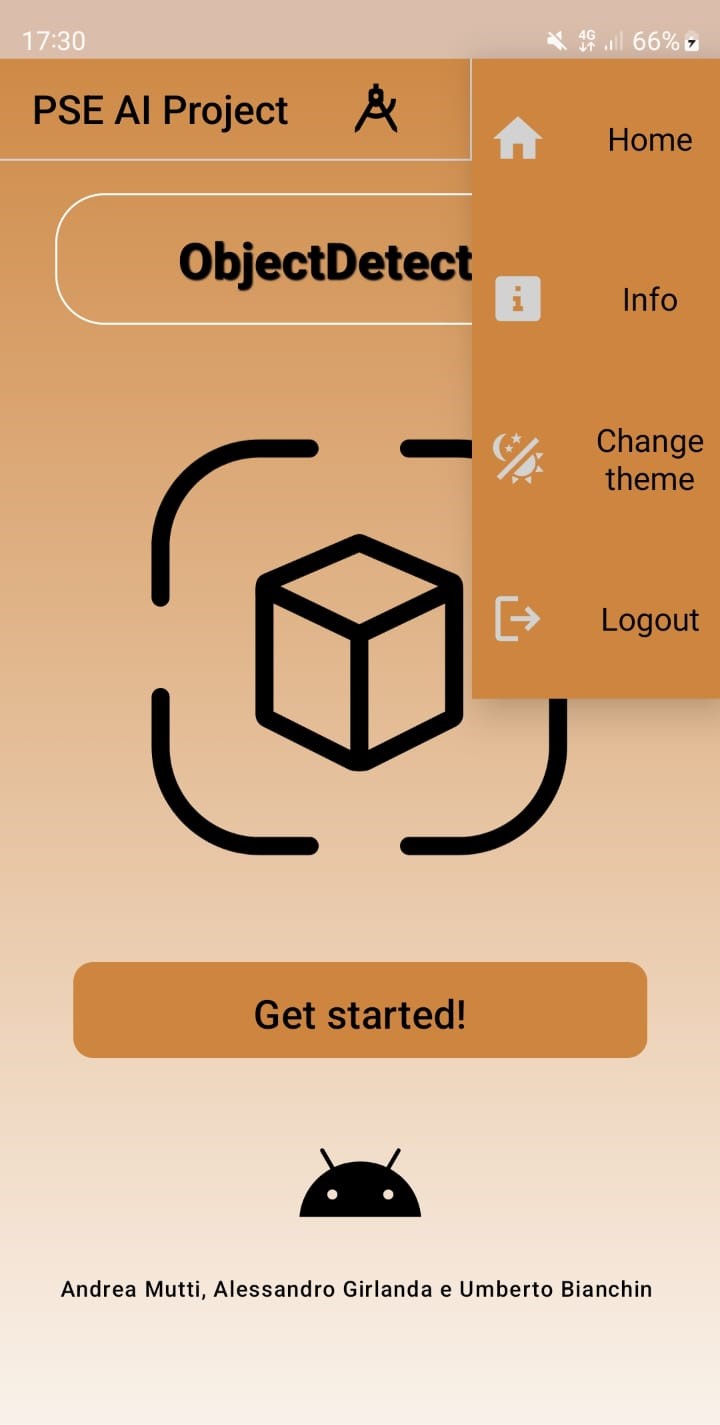 17:30 4G 66%
PSE AI Project
Home
ObjectDetect
Info
Change
theme
Logout
Get started!
Andrea Mutti, Alessandro Girlanda e Umberto Bianchin